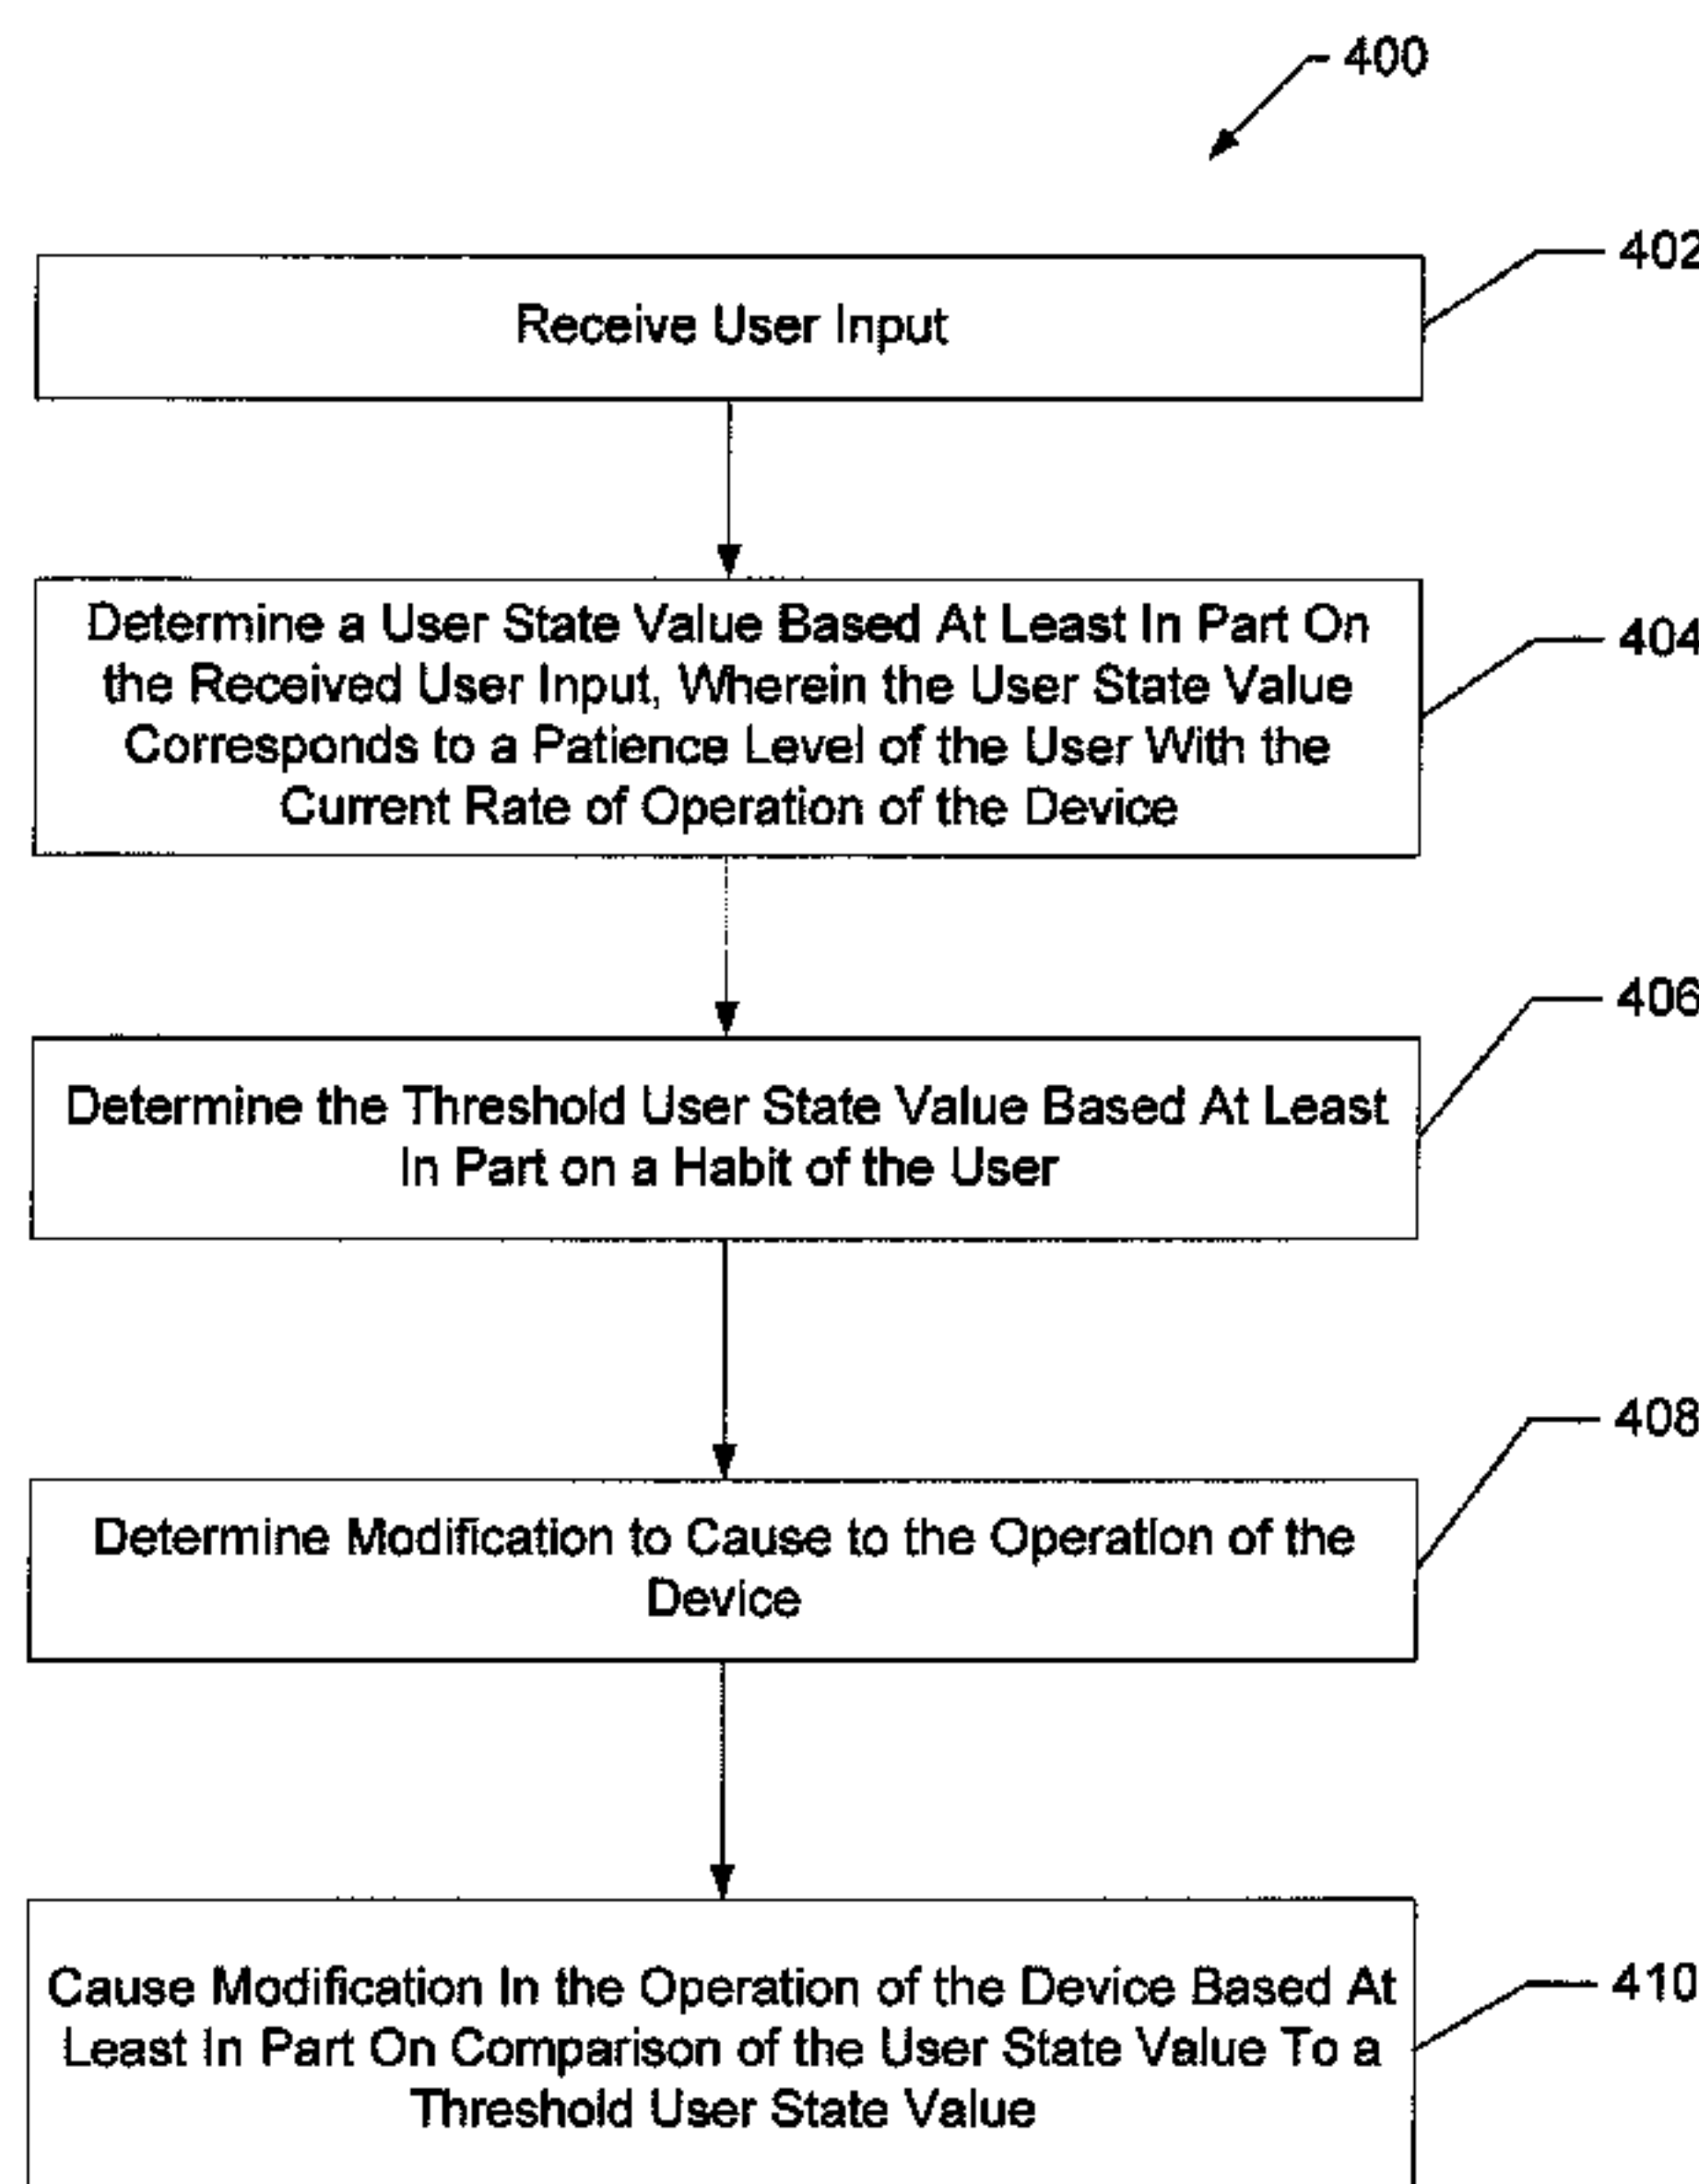 400
402
Receive User Input
404
Determine a User State Value Based At Least In Part On
the Received User Input, Wherein the User State Value
Corresponds to a Patience Level of the User With the
Current Rate of Operation of the Device
406
Determine the Threshold User State Value Based At Least
In Part on a Habit of the User
408
Determine Modification to Cause to the Operation of the
Device
410
Cause Modification In the Operation of the Device Based At
Least In Part On Comparison of the User State Value To a
Threshold User State Value